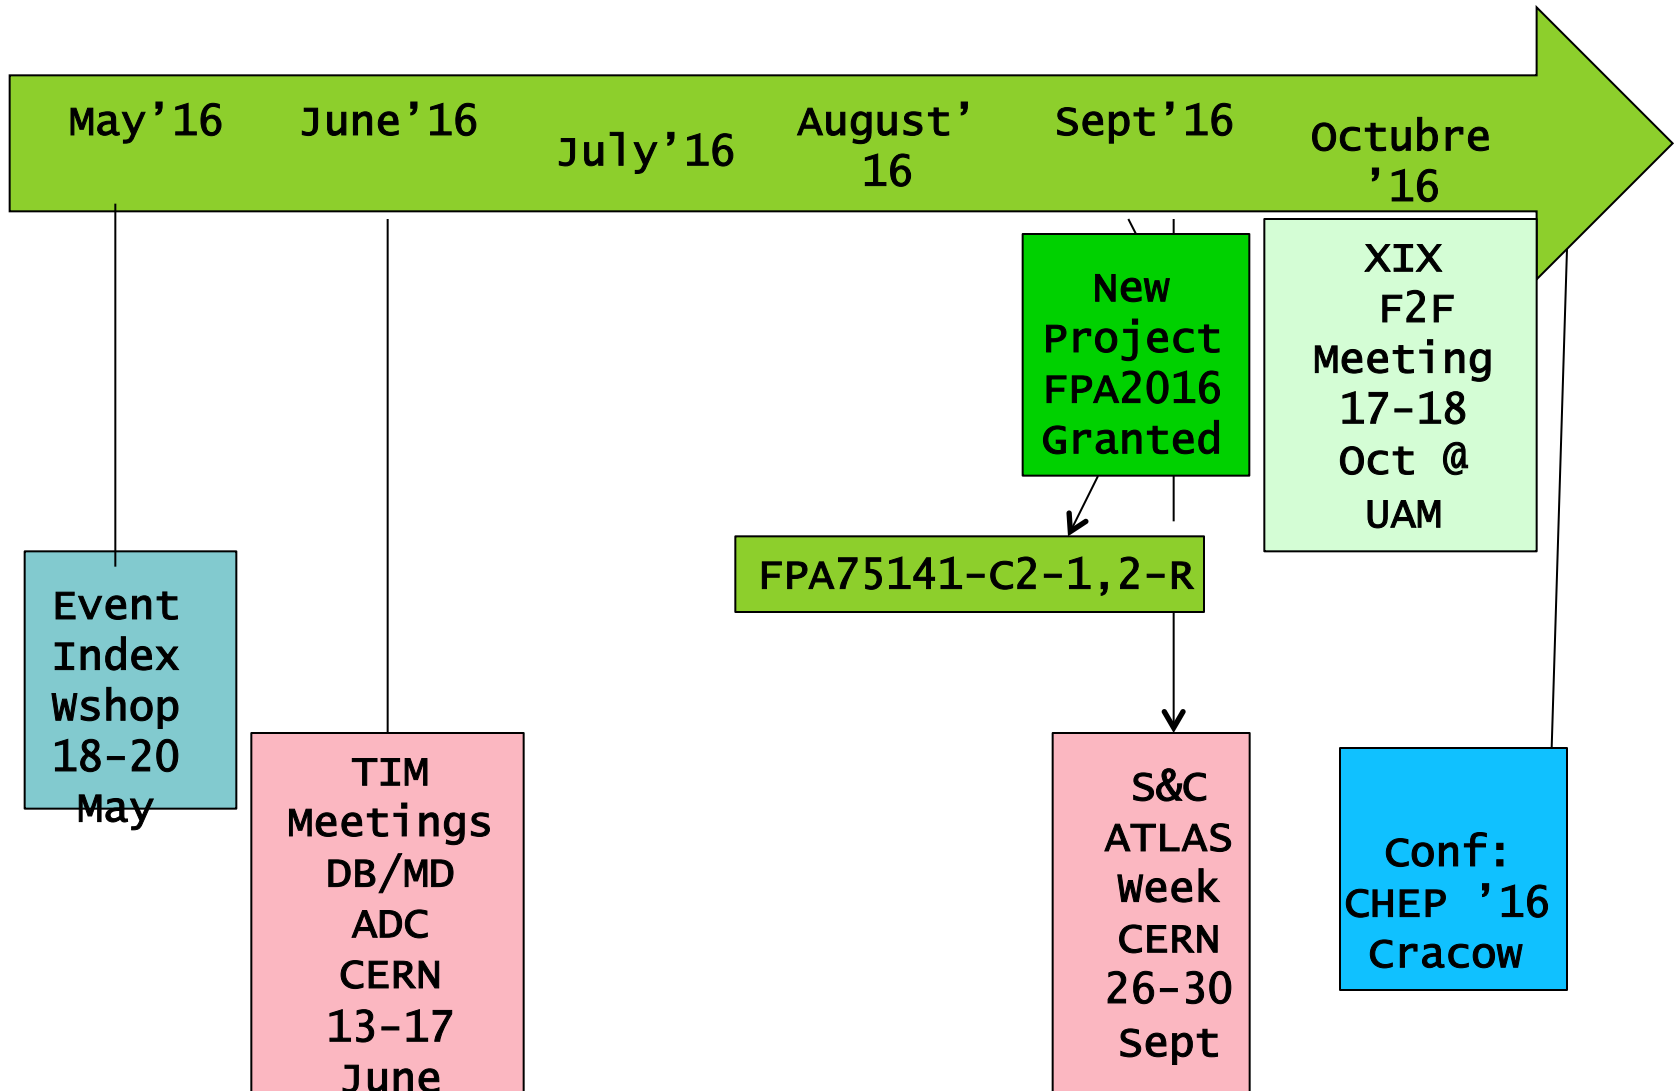 May’16
June’16
July’16
August’
16
Sept’16
Octubre
’16
New
Project
FPA2016
Granted
XIX
F2F
Meeting
17-18
Oct @
UAM
FPA75141-C2-1,2-R
Event
Index
Wshop
18-20
May
TIM
Meetings
DB/MD
ADC
CERN
13-17
June
S&C
ATLAS
Week
CERN
26-30
Sept
Conf:
CHEP ’16
Cracow